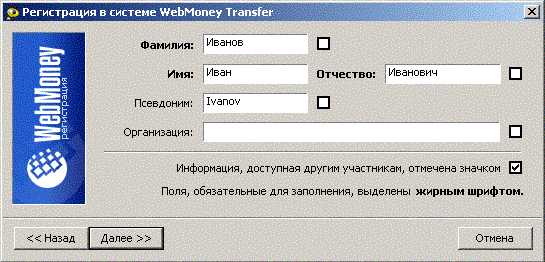 Регистрация в системе WebMoney Transfer
WebMoney
регистрация
Фамилия: Иванов
Имя: Иван Отчество: Иванович
Псевдоним: Ivanov
Организация:
Информация, доступная другим участникам, отмечена значком
Поля, обязательные для заполнения, выделены жирным шрифтом.
<< Назад Далее >> Отмена